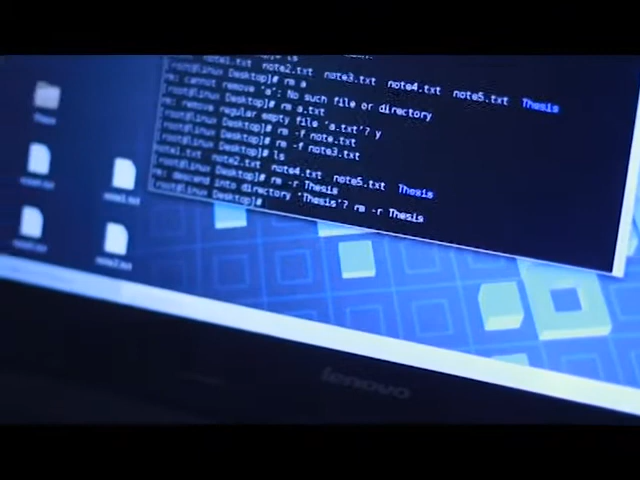 ls
note1.txt note2.txt note3.txt note4.txt note5.txt Thesis
[root@linux Desktop]# rm a
rm: cannot remove "a": No such file or directory
[root@linux Desktop]# rm a.txt
rm: remove regular empty file "a.txt"? y
[root@linux Desktop]# rm -f note.txt
[root@linux Desktop]# rm -f note3.txt
[root@linux Desktop]# ls
note1.txt note2.txt note4.txt note5.txt Thesis
[root@linux Desktop]# rm -r Thesis
rm: descend into directory "Thesis"? rm -r Thesis
[root@linux Desktop]#
Thesis
lenovo